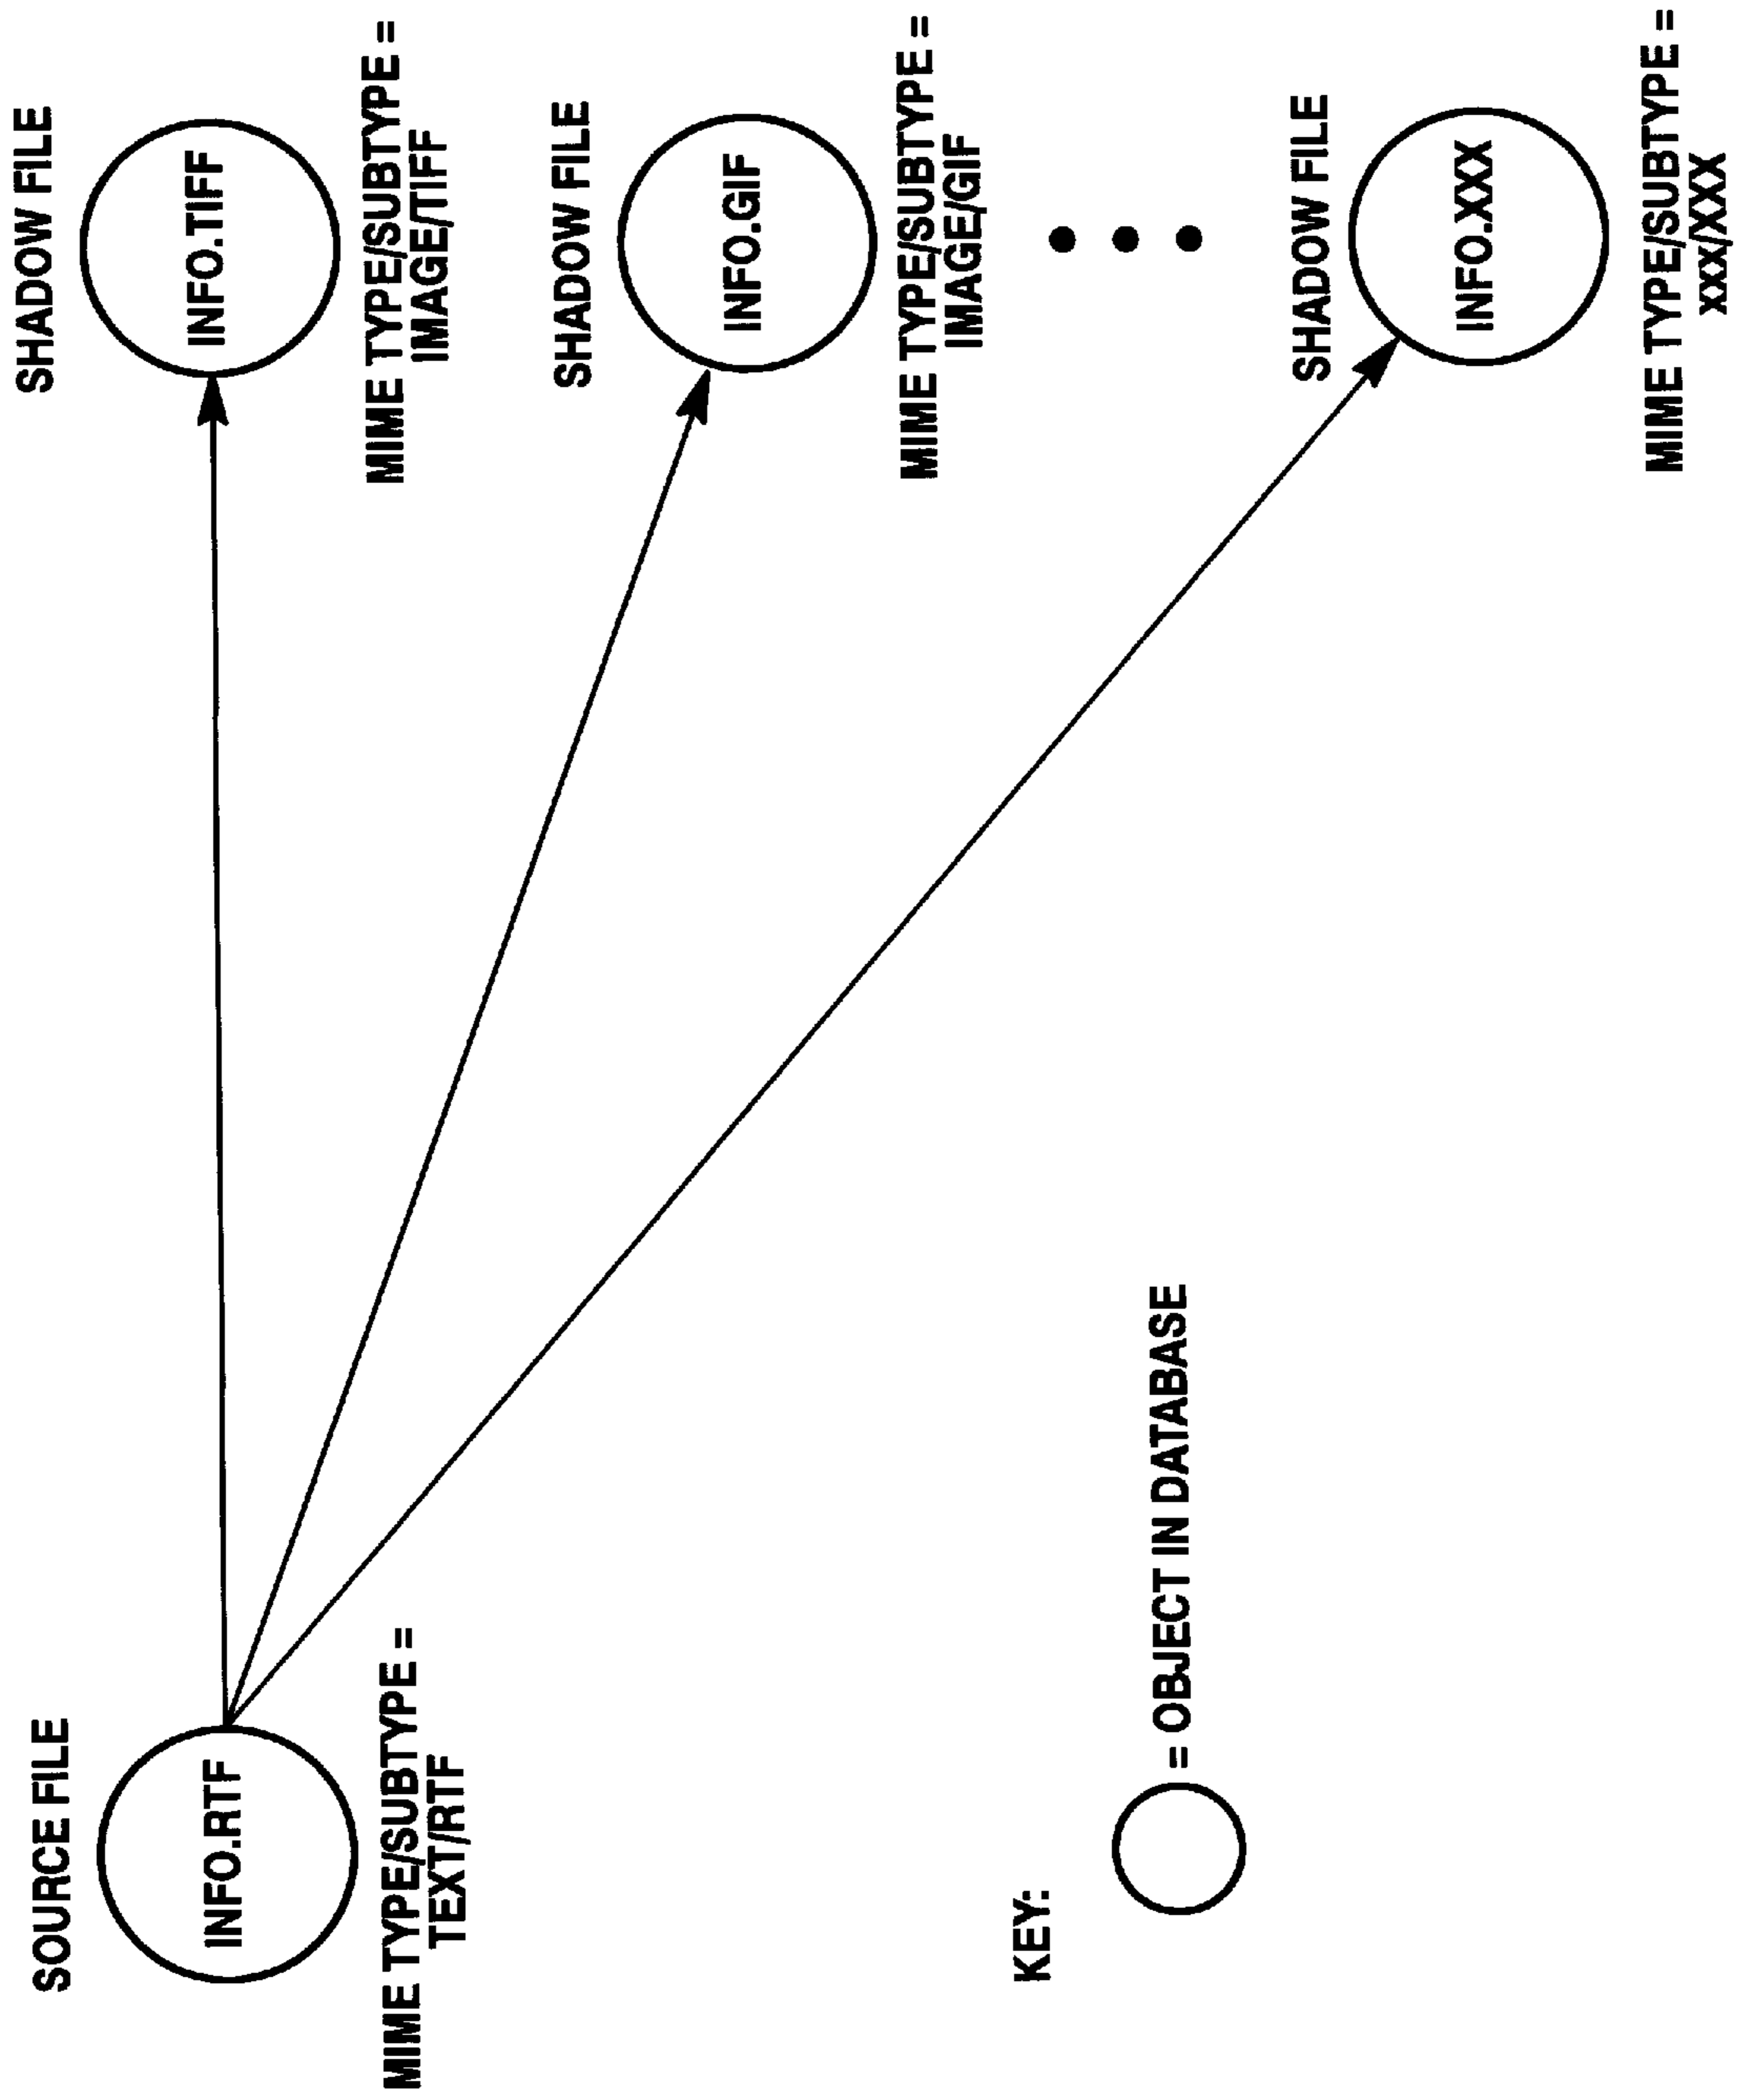 SOURCE FILE
INFO.RTF
MIME TYPE/SUBTYPE =
TEXT/RTF
SHADOW FILE
INFO.TIFF
MIME TYPE/SUBTYPE =
IMAGE/TIFF
SHADOW FILE
INFO.GIF
MIME TYPE/SUBTYPE =
IMAGE/GIF
SHADOW FILE
INFO.XXX
MIME TYPE/SUBTYPE =
XXX/XXXX
KEY:
= OBJECT IN DATABASE